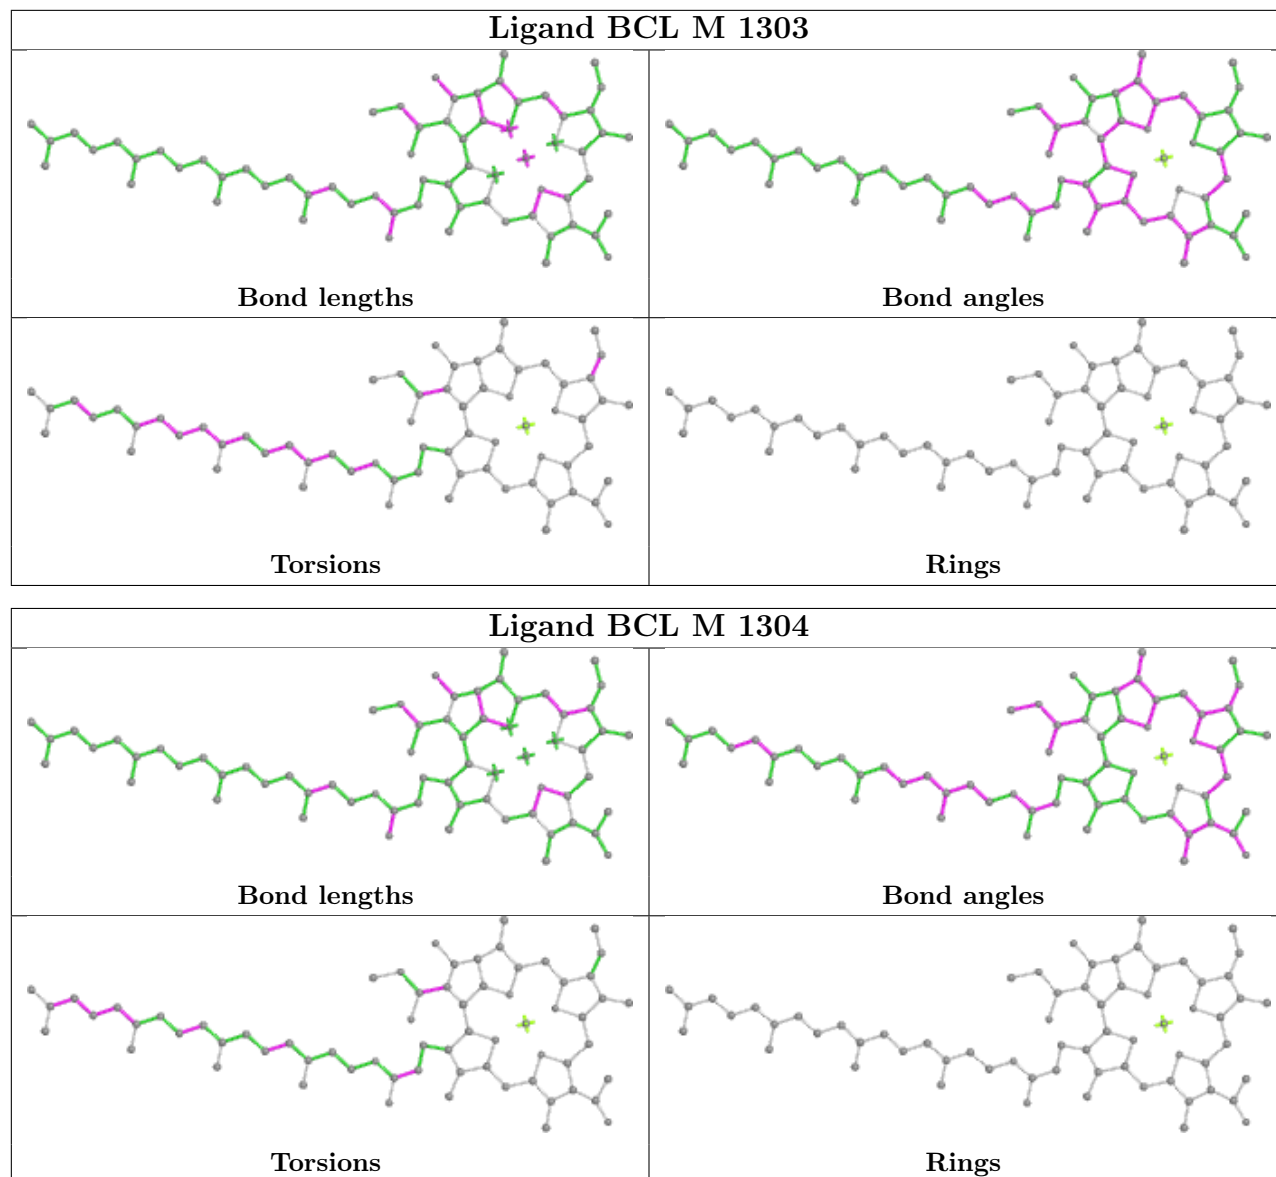 Ligand BCL M 1303
Bond lengths
Bond angles
Torsions
Rings
Ligand BCL M 1304
Bond lengths
Bond angles
Torsions
Rings